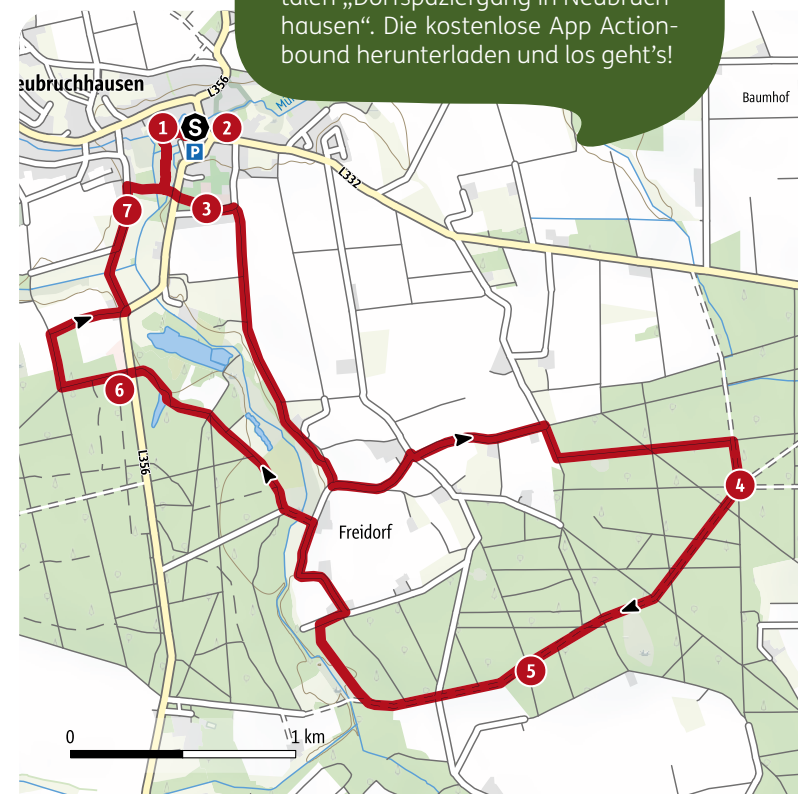 talen „Dorfspaziergang in Neubruch-
hausen“. Die kostenlose App Action-
bound herunterladen und los geht’s!
eubruchhausen
L356
Baumhof
1
S
2
P
L332
3
7
6
L356
4
Freidorf
5
0
1 km